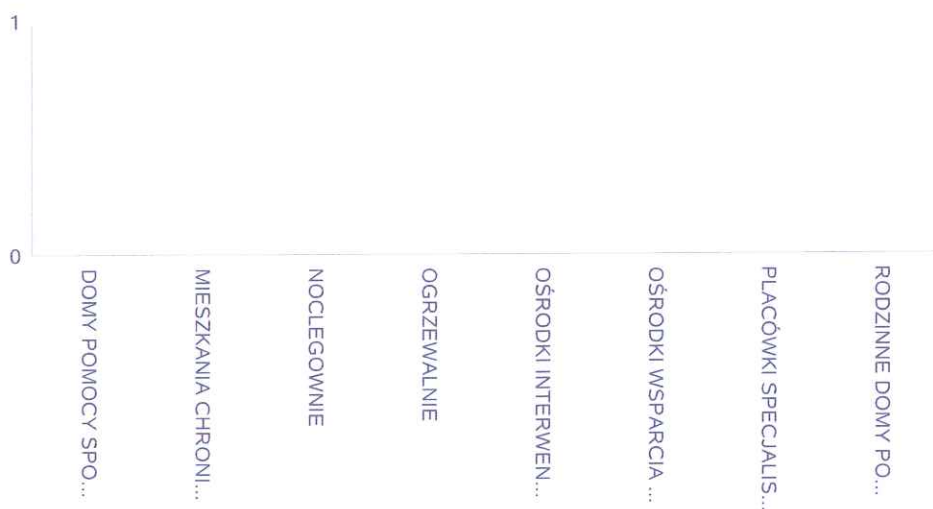 1
0
DOMY POMOCY SPO...
MIESZKANIA CHRONI...
NOCLEGOWNIE
OGRZEWALNIE
OŚRODKI INTERWEN...
OŚRODKI WSPARCIA ...
PLACÓWKI SPECJALIS...
RODZINNE DOMY PO...